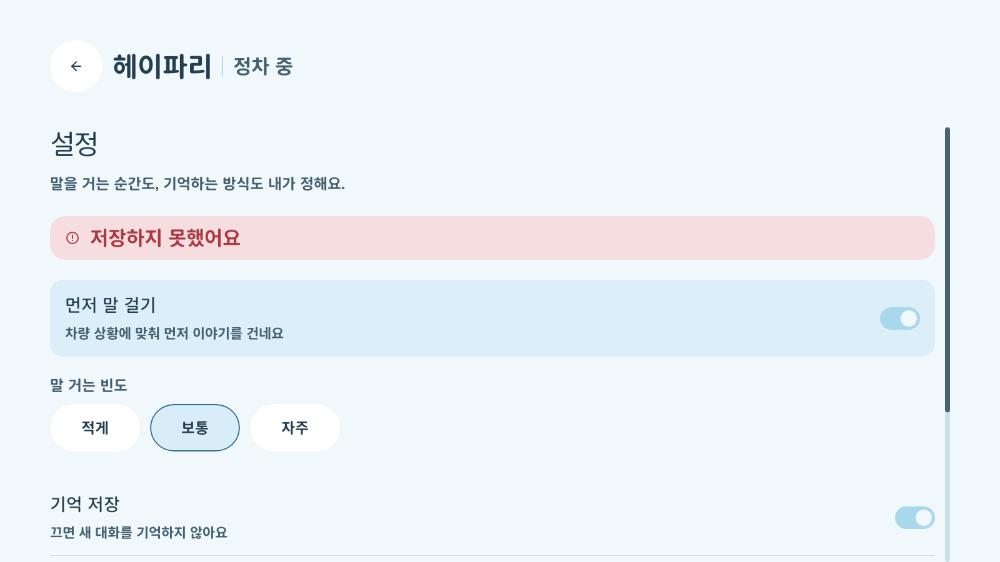 헤이파리 정차 중
설정
말을 거는 순간도, 기억하는 방식도 내가 정해요.
저장하지 못했어요
먼저 말 걸기
차량 상황에 맞춰 먼저 이야기를 건네요
말 거는 빈도
적게 보통 자주
기억 저장
끄면 새 대화를 기억하지 않아요